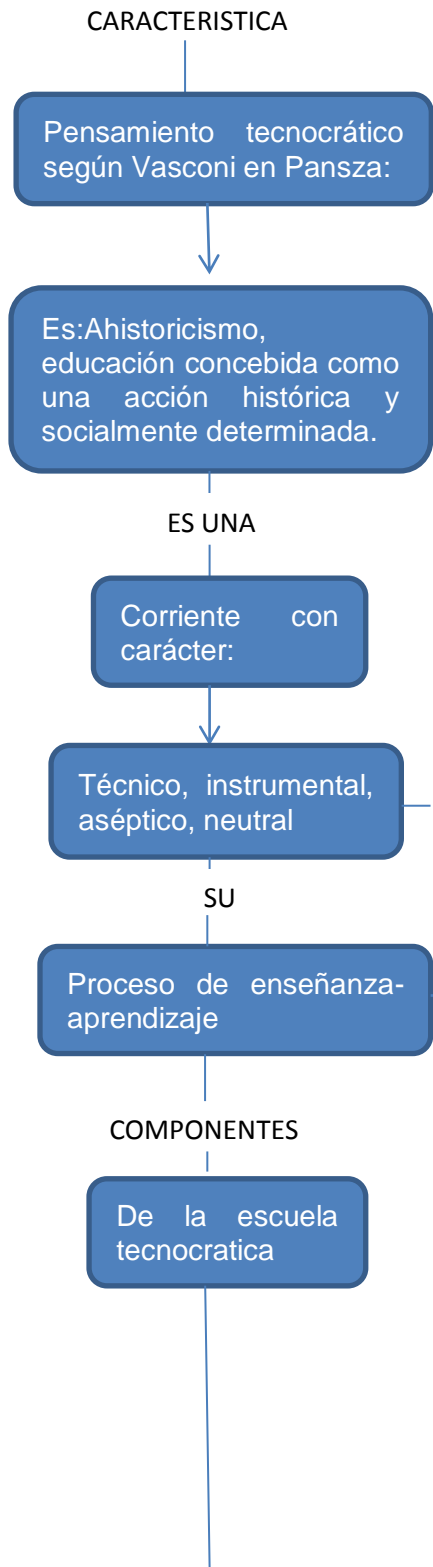 CARACTERISTICA
Pensamiento tecnocrático
según Vasconi en Pansza:
Es:Ahistoricismo,
educación concebida como
una acción histórica y
socialmente determinada.
ES UNA
Corriente con
carácter:
Técnico, instrumental,
aséptico, neutral
SU
Proceso de enseñanza-
aprendizaje
COMPONENTES
De la escuela
tecnocratica